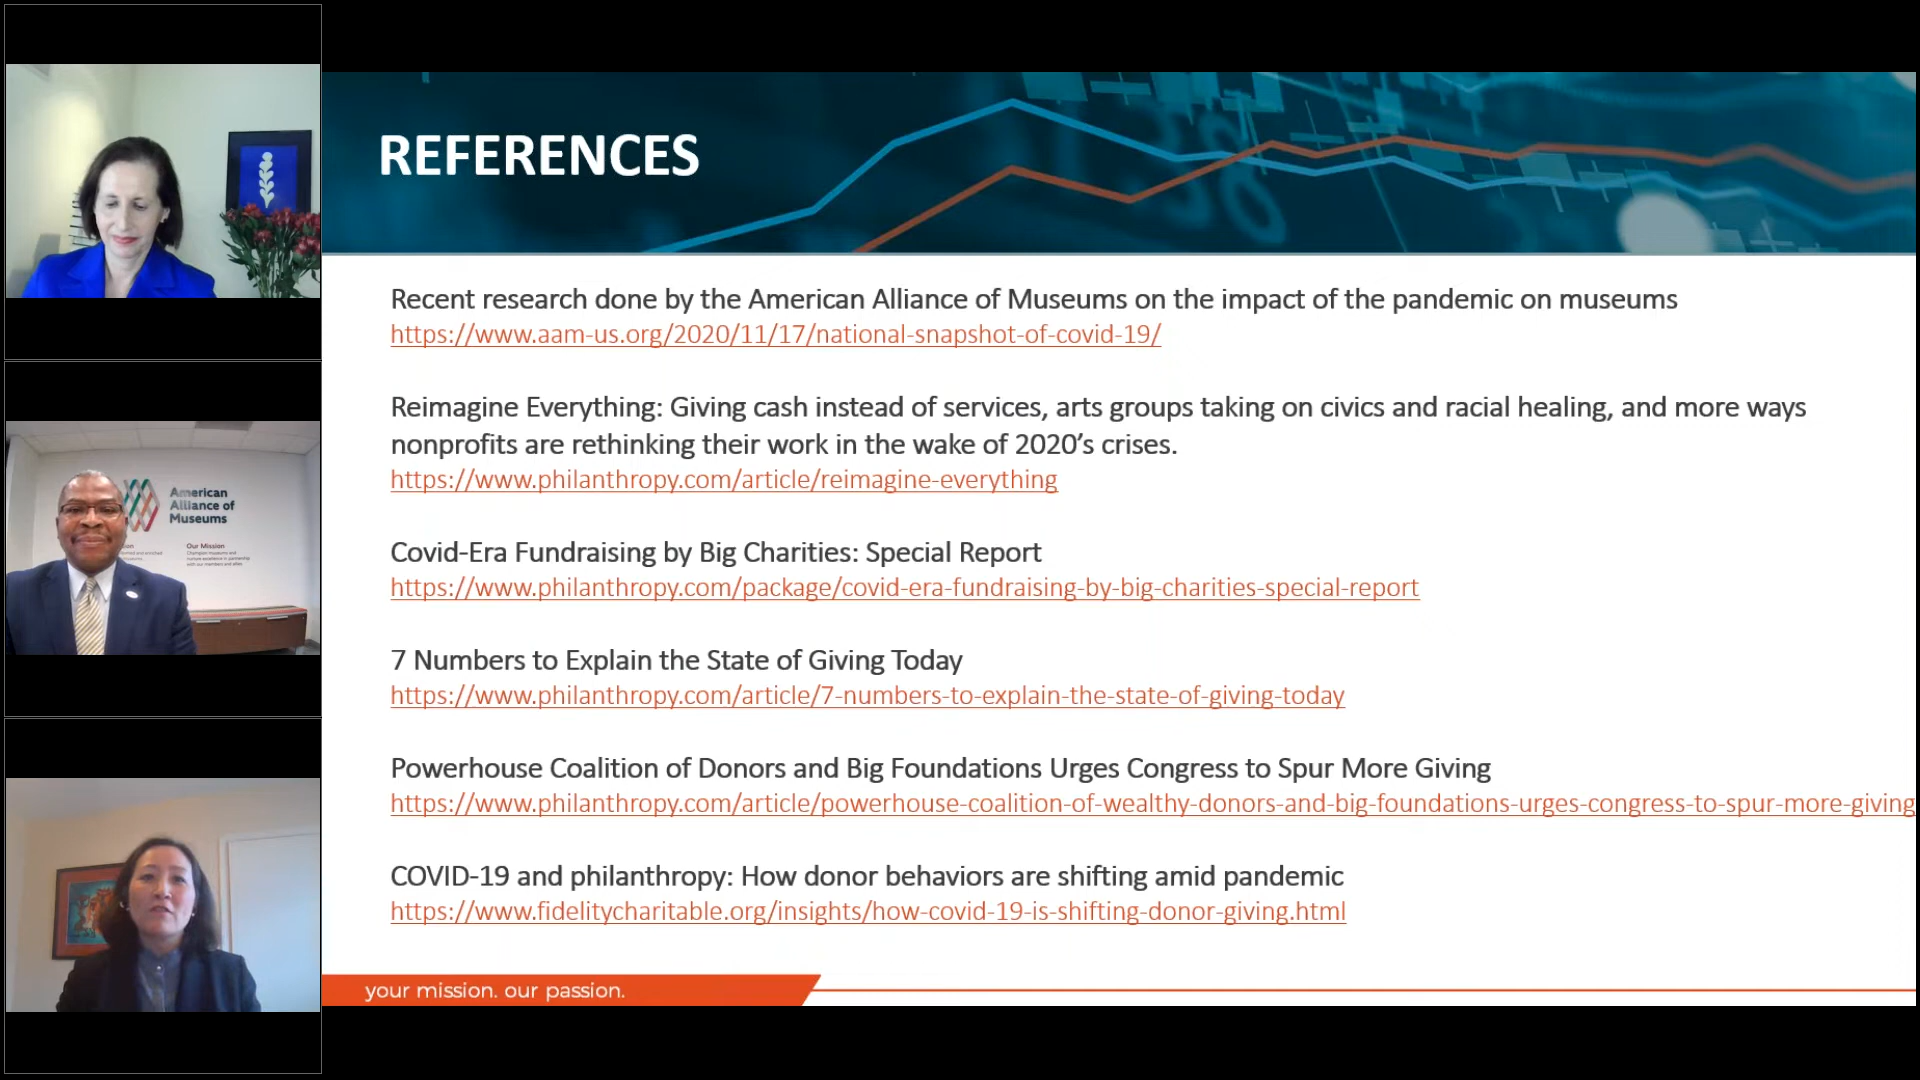 REFERENCES
Recent research done by the American Alliance of Museums on the impact of the pandemic on museums
https://www.aam-us.org/2020/11/17/national-snapshot-of-covid-19/
Reimagine Everything: Giving cash instead of services, arts groups taking on civics and racial healing, and more ways
nonprofits are rethinking their work in the wake of 2020’s crises.
https://www.philanthropy.com/article/reimagine-everything
Covid-Era Fundraising by Big Charities: Special Report
https://www.philanthropy.com/package/covid-era-fundraising-by-big-charities-special-report
7 Numbers to Explain the State of Giving Today
https://www.philanthropy.com/article/7-numbers-to-explain-the-state-of-giving-today
Powerhouse Coalition of Donors and Big Foundations Urges Congress to Spur More Giving
https://www.philanthropy.com/article/powerhouse-coalition-of-wealthy-donors-and-big-foundations-urges-congress-to-spur-more-giving
COVID-19 and philanthropy: How donor behaviors are shifting amid pandemic
https://www.fidelitycharitable.org/insights/how-covid-19-is-shifting-donor-giving.html
your mission. our passion.
American
Alliance of
Museums
Our Mission